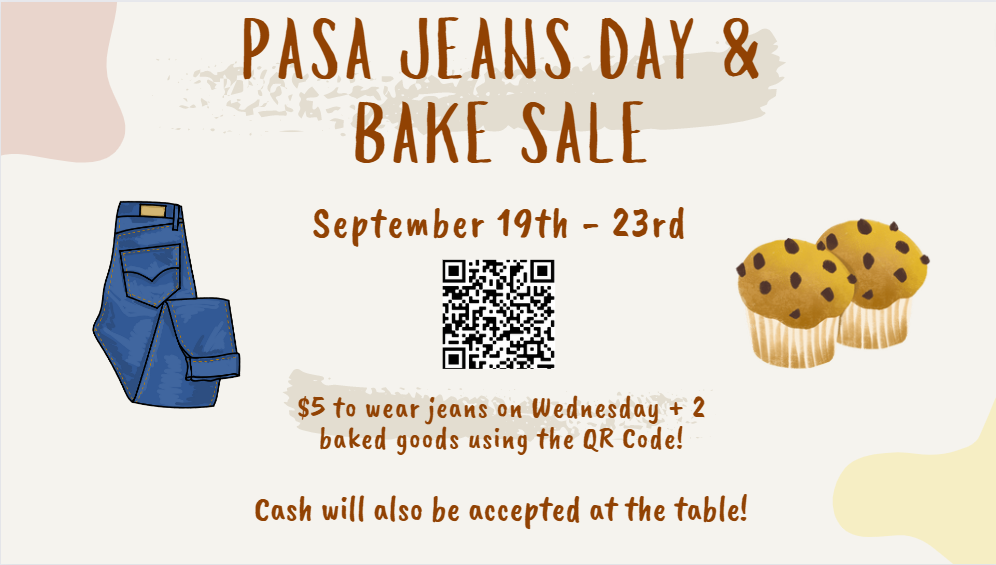 PASA JEANS DAY &
BAKE SALE
September 19th - 23rd
$5 to wear jeans on Wednesday + 2
baked goods using the QR Code!
Cash will also be accepted at the table!